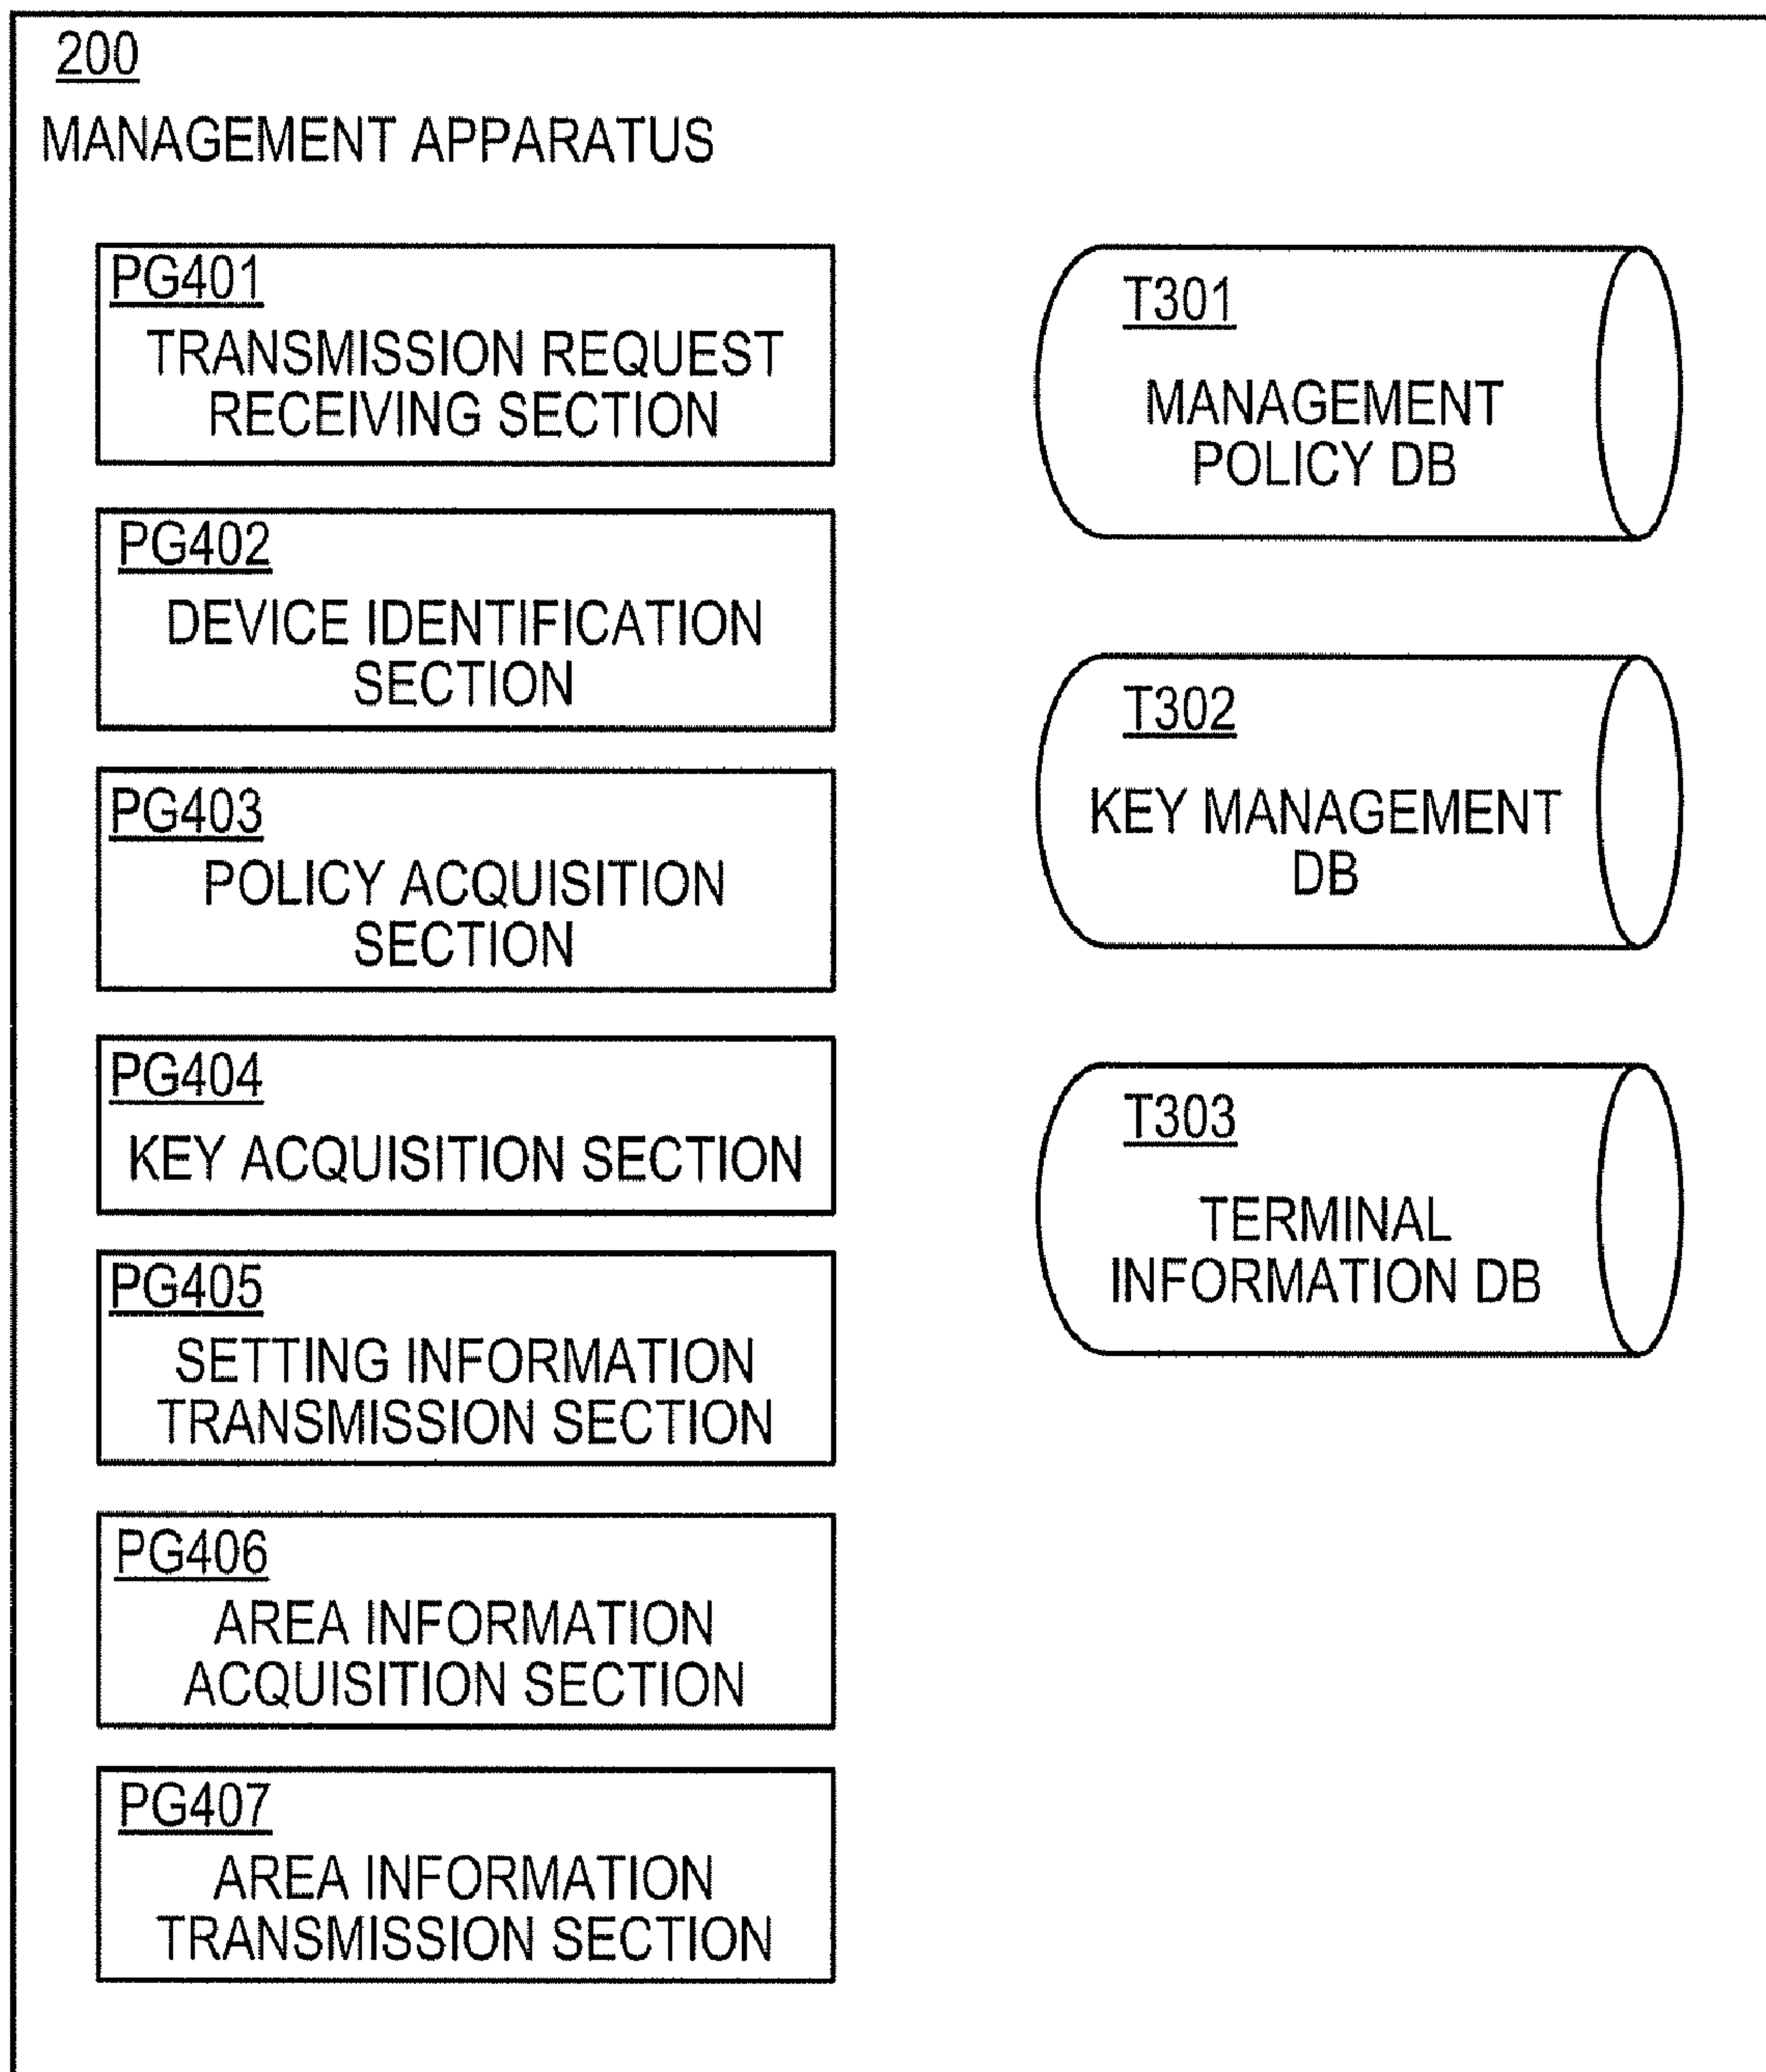 200
MANAGEMENT APPARATUS
PG401
TRANSMISSION REQUEST
RECEIVING SECTION
PG402
DEVICE IDENTIFICATION
SECTION
PG403
POLICY ACQUISITION
SECTION
PG404
KEY ACQUISITION SECTION
PG405
SETTING INFORMATION
TRANSMISSION SECTION
PG406
AREA INFORMATION
ACQUISITION SECTION
PG407
AREA INFORMATION
TRANSMISSION SECTION
T301
MANAGEMENT
POLICY DB
T302
KEY MANAGEMENT
DB
T303
TERMINAL
INFORMATION DB